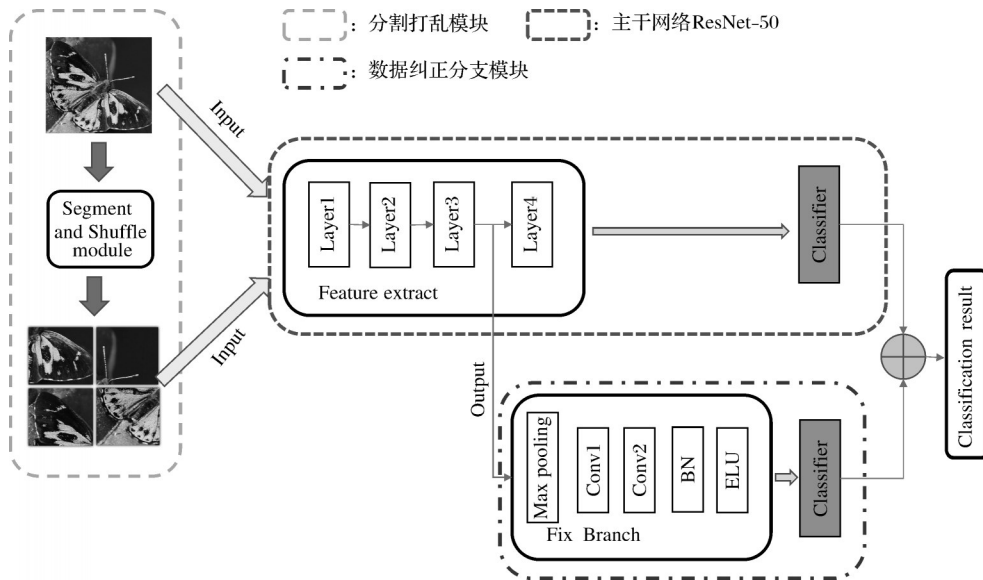 ：分割打乱模块
：主干网络ResNet-50
：数据纠正分支模块
Input
Segment
and Shuffle
module
Input
Layer1
Layer2
Layer3
Layer4
Feature extract
Classifier
Output
Max pooling
Conv1
Conv2
BN
ELU
Fix Branch
Classifier
Classification result